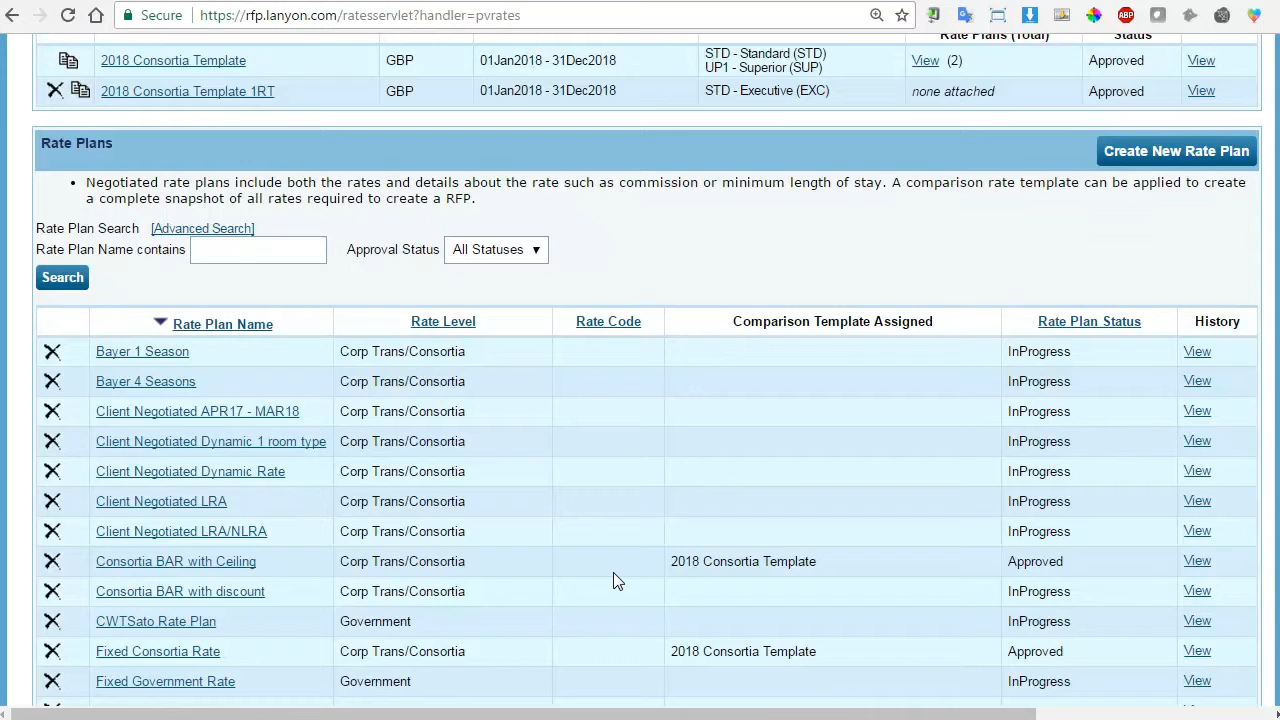 Secure https://rfp.lanyon.com/ratesservlet?handler=pvrates
Rate Plans (Total) Status
2018 Consortia Template GBP 01Jan2018 - 31Dec2018 STD - Standard (STD) View (2) Approved View
UP1 - Superior (SUP)
2018 Consortia Template 1RT GBP 01Jan2018 - 31Dec2018 STD - Executive (EXC) none attached Approved View
Rate Plans
Create New Rate Plan
• Negotiated rate plans include both the rates and details about the rate such as commission or minimum length of stay. A comparison rate template can be applied to create
a complete snapshot of all rates required to create a RFP.
Rate Plan Search [Advanced Search]
Rate Plan Name contains Approval Status All Statuses
Search
Rate Plan Name Rate Level Rate Code Comparison Template Assigned Rate Plan Status History
Bayer 1 Season Corp Trans/Consortia InProgress View
Bayer 4 Seasons Corp Trans/Consortia InProgress View
Client Negotiated APR17 - MAR18 Corp Trans/Consortia InProgress View
Client Negotiated Dynamic 1 room type Corp Trans/Consortia InProgress View
Client Negotiated Dynamic Rate Corp Trans/Consortia InProgress View
Client Negotiated LRA Corp Trans/Consortia InProgress View
Client Negotiated LRA/NLRA Corp Trans/Consortia InProgress View
Consortia BAR with Ceiling Corp Trans/Consortia 2018 Consortia Template Approved View
Consortia BAR with discount Corp Trans/Consortia InProgress View
CWTSato Rate Plan Government InProgress View
Fixed Consortia Rate Corp Trans/Consortia 2018 Consortia Template Approved View
Fixed Government Rate Government InProgress View